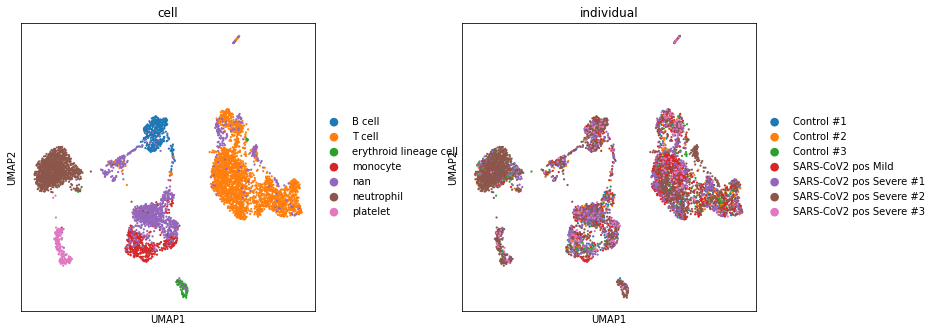 cell
UMAP2
UMAP1
B cell
T cell
erythroid lineage cell
monocyte
nan
neutrophil
platelet
individual
UMAP2
UMAP1
Control #1
Control #2
Control #3
SARS-CoV2 pos Mild
SARS-CoV2 pos Severe #1
SARS-CoV2 pos Severe #2
SARS-CoV2 pos Severe #3